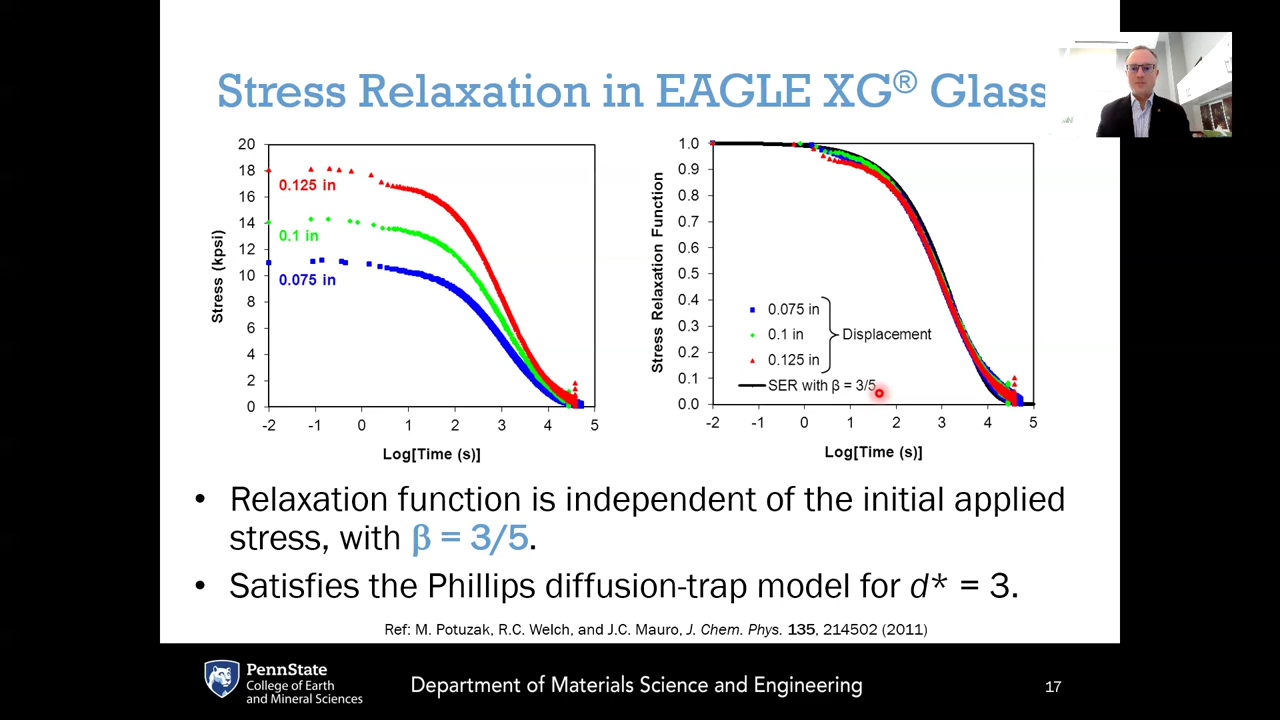 Stress Relaxation in EAGLE XG® Glass
20
18
16
14
12
10
8
6
4
2
0
Stress (kpsi)
0.125 in
0.1 in
0.075 in
-2 -1 0 1 2 3 4 5
Log[Time (s)]
1.0
0.9
0.8
0.7
0.6
0.5
0.4
0.3
0.2
0.1
0.0
Stress Relaxation Function
0.075 in
0.1 in
0.125 in
Displacement
SER with β = 3/5
-2 -1 0 1 2 3 4 5
Log[Time (s)]
• Relaxation function is independent of the initial applied
stress, with β = 3/5.
• Satisfies the Phillips diffusion-trap model for d* = 3.
Ref: M. Potuzak, R.C. Welch, and J.C. Mauro, J. Chem. Phys. 135, 214502 (2011)
PennState
College of Earth
and Mineral Sciences
Department of Materials Science and Engineering
17